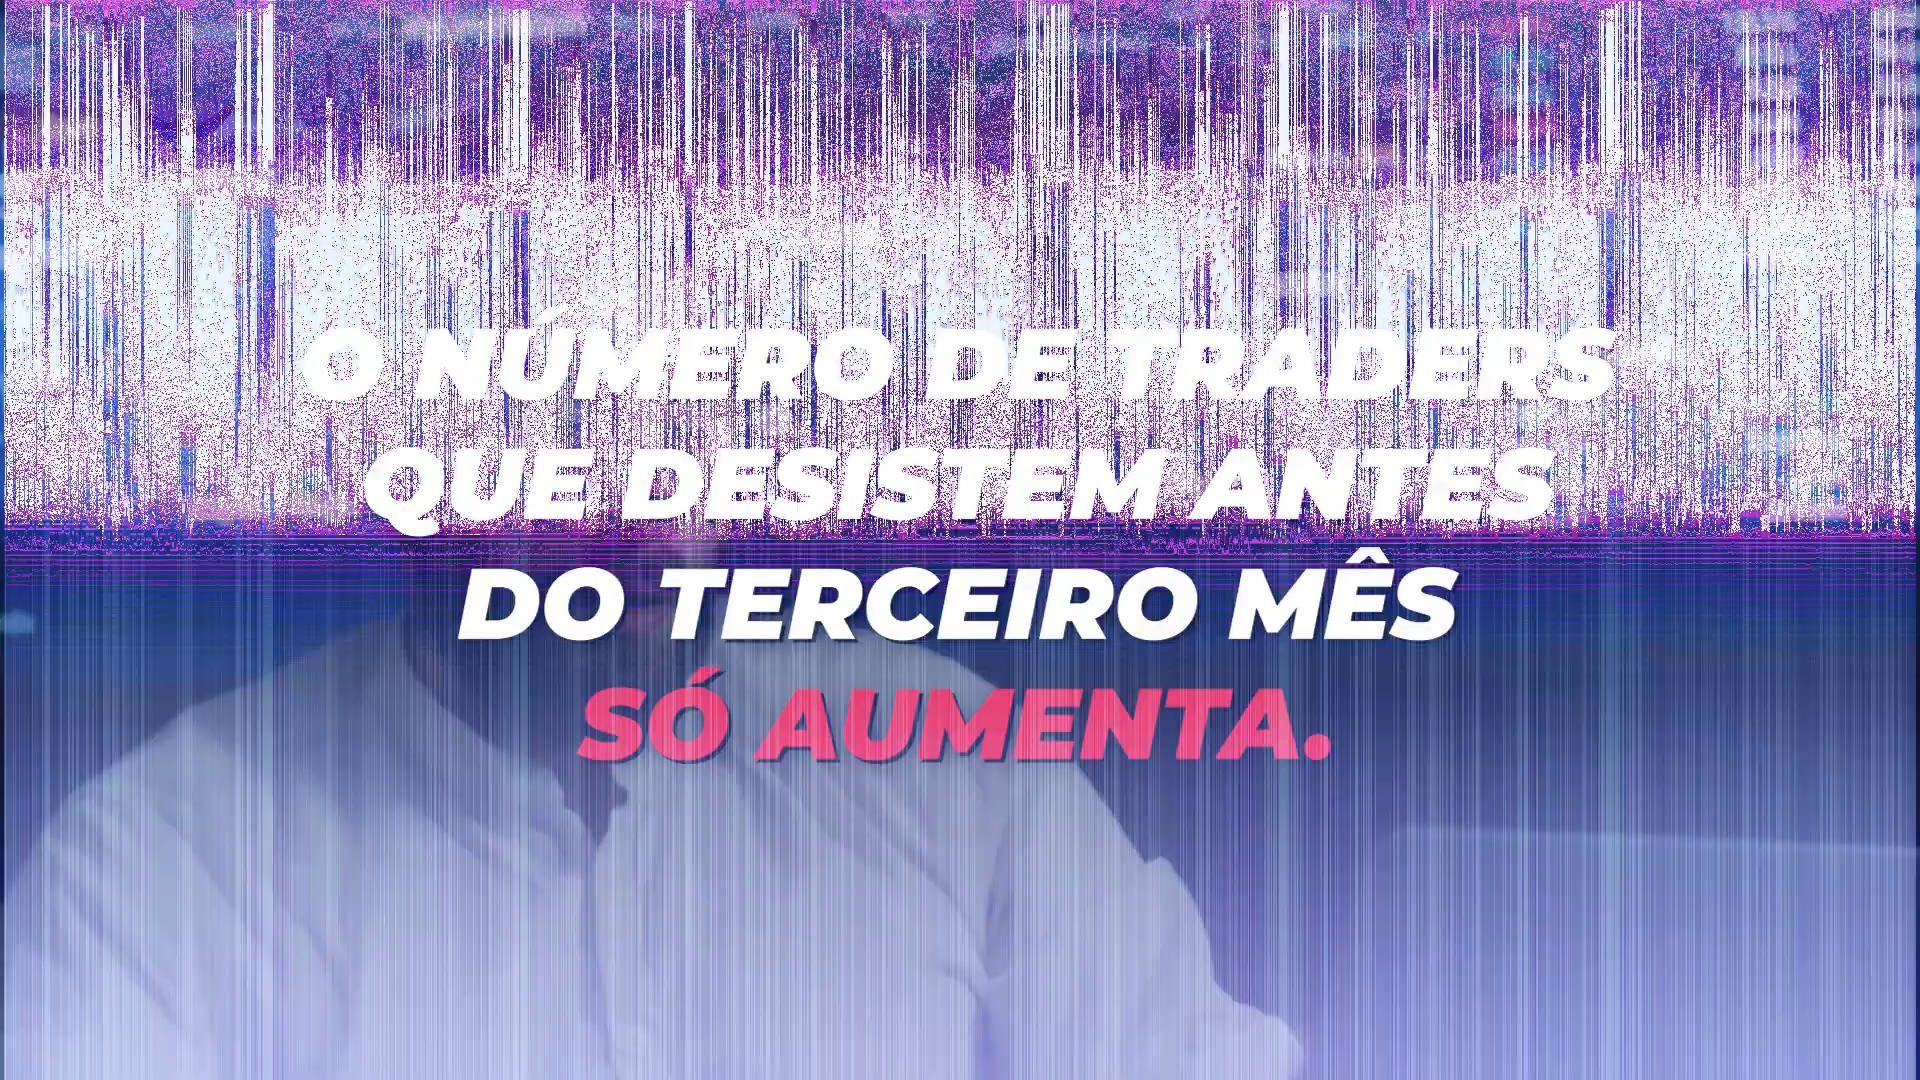 O NÚMERO DE TRADERS
QUE DESISTEM ANTES
DO TERCEIRO MÊS
SÓ AUMENTA.